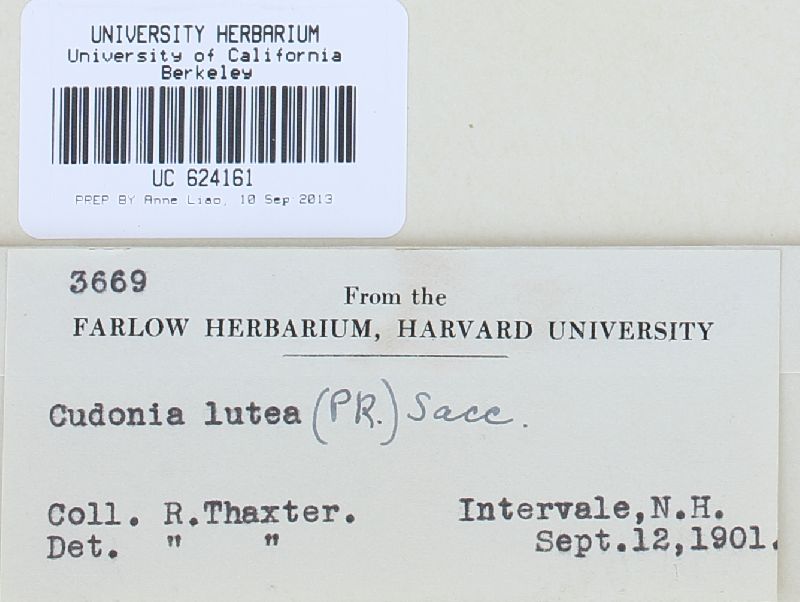 UNIVERSITY HERBARIUM
University of California
Berkeley
UC 624161
PREP BY Anne Liao, 10 Sep 2013
3669
From the
FARLOW HERBARIUM, HARVARD UNIVERSITY
Cudonia lutea (PK.) Sacc.
Coll. R.Thaxter. Intervale,N.H.
Det. " " Sept.12,1901.